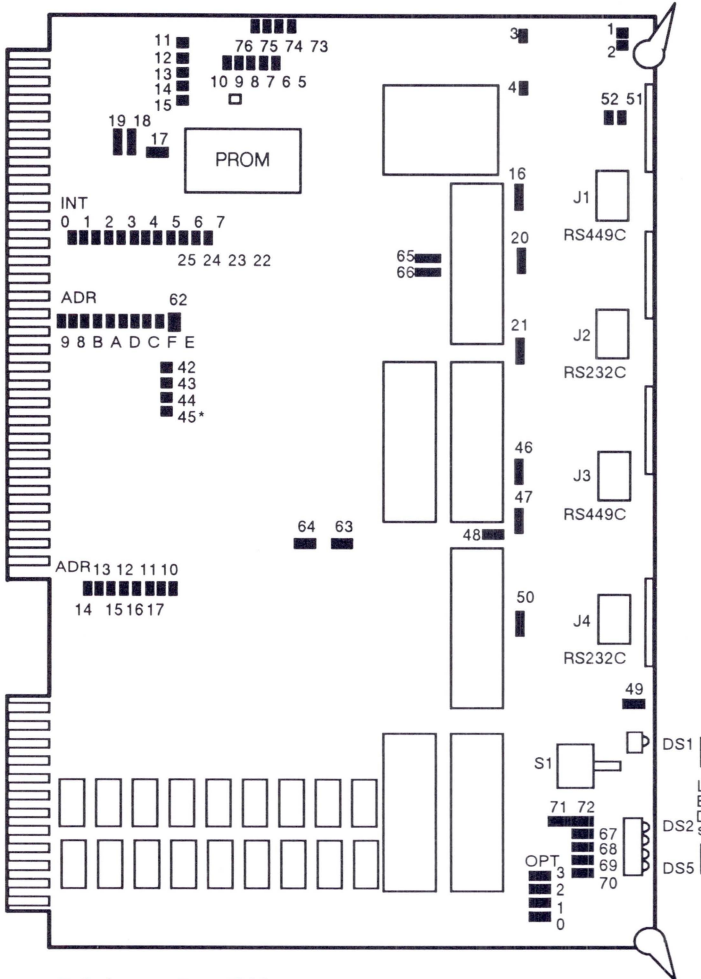 11
12
13
14
15
76 75 74 73
10 9 8 7 6 5
3
4
1
2
52 51
19 18
17
PROM
16
J1
RS449C
INT
0 1 2 3 4 5 6 7
25 24 23 22
65
66
20
ADR
62
9 8 B A D C F E
21
J2
RS232C
42
43
44
45*
46
47
48
J3
RS449C
64 63
ADR 13 12 11 10
14 15 16 17
50
J4
RS232C
49
S1
DS1
L
E
D
S
DS2
DS5
71 72
67
68
69
70
OPT
3
2
1
0